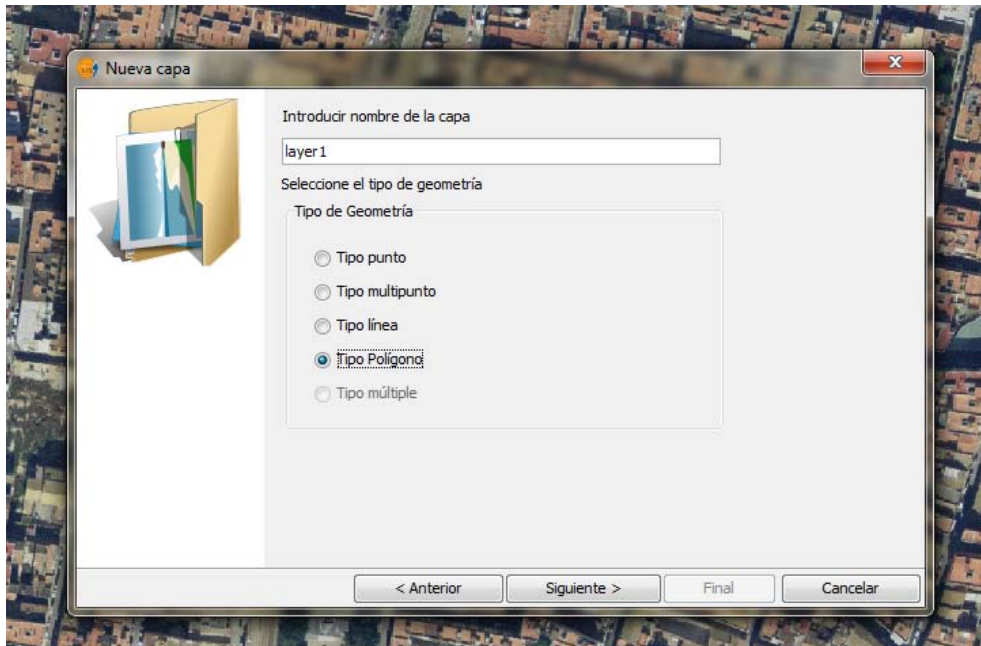 Nueva capa
Introducir nombre de la capa
layer1
Seleccione el tipo de geometría
Tipo de Geometría
Tipo punto
Tipo multipunto
Tipo línea
Tipo Polígono
Tipo múltiple
< Anterior
Siguiente >
Final
Cancelar